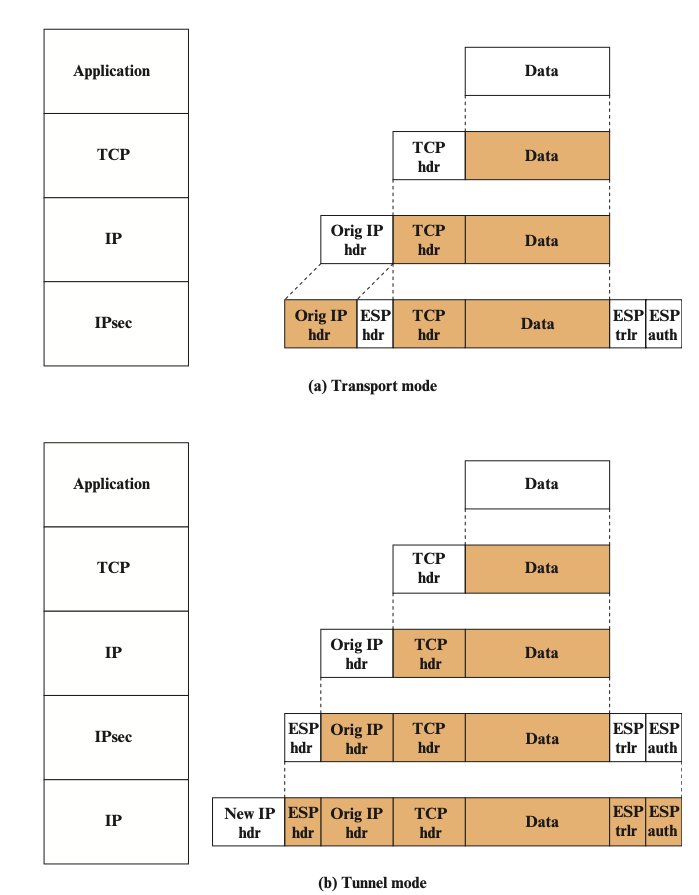 Application
Data
TCP
TCP
hdr
Data
IP
Orig IP
hdr
TCP
hdr
Data
IPsec
Orig IP
hdr
ESP
hdr
TCP
hdr
Data
ESP
trlr
ESP
auth
(a) Transport mode
Application
Data
TCP
TCP
hdr
Data
IP
Orig IP
hdr
TCP
hdr
Data
IPsec
ESP
hdr
Orig IP
hdr
TCP
hdr
Data
ESP
trlr
ESP
auth
IP
New IP
hdr
ESP
hdr
Orig IP
hdr
TCP
hdr
Data
ESP
trlr
ESP
auth
(b) Tunnel mode